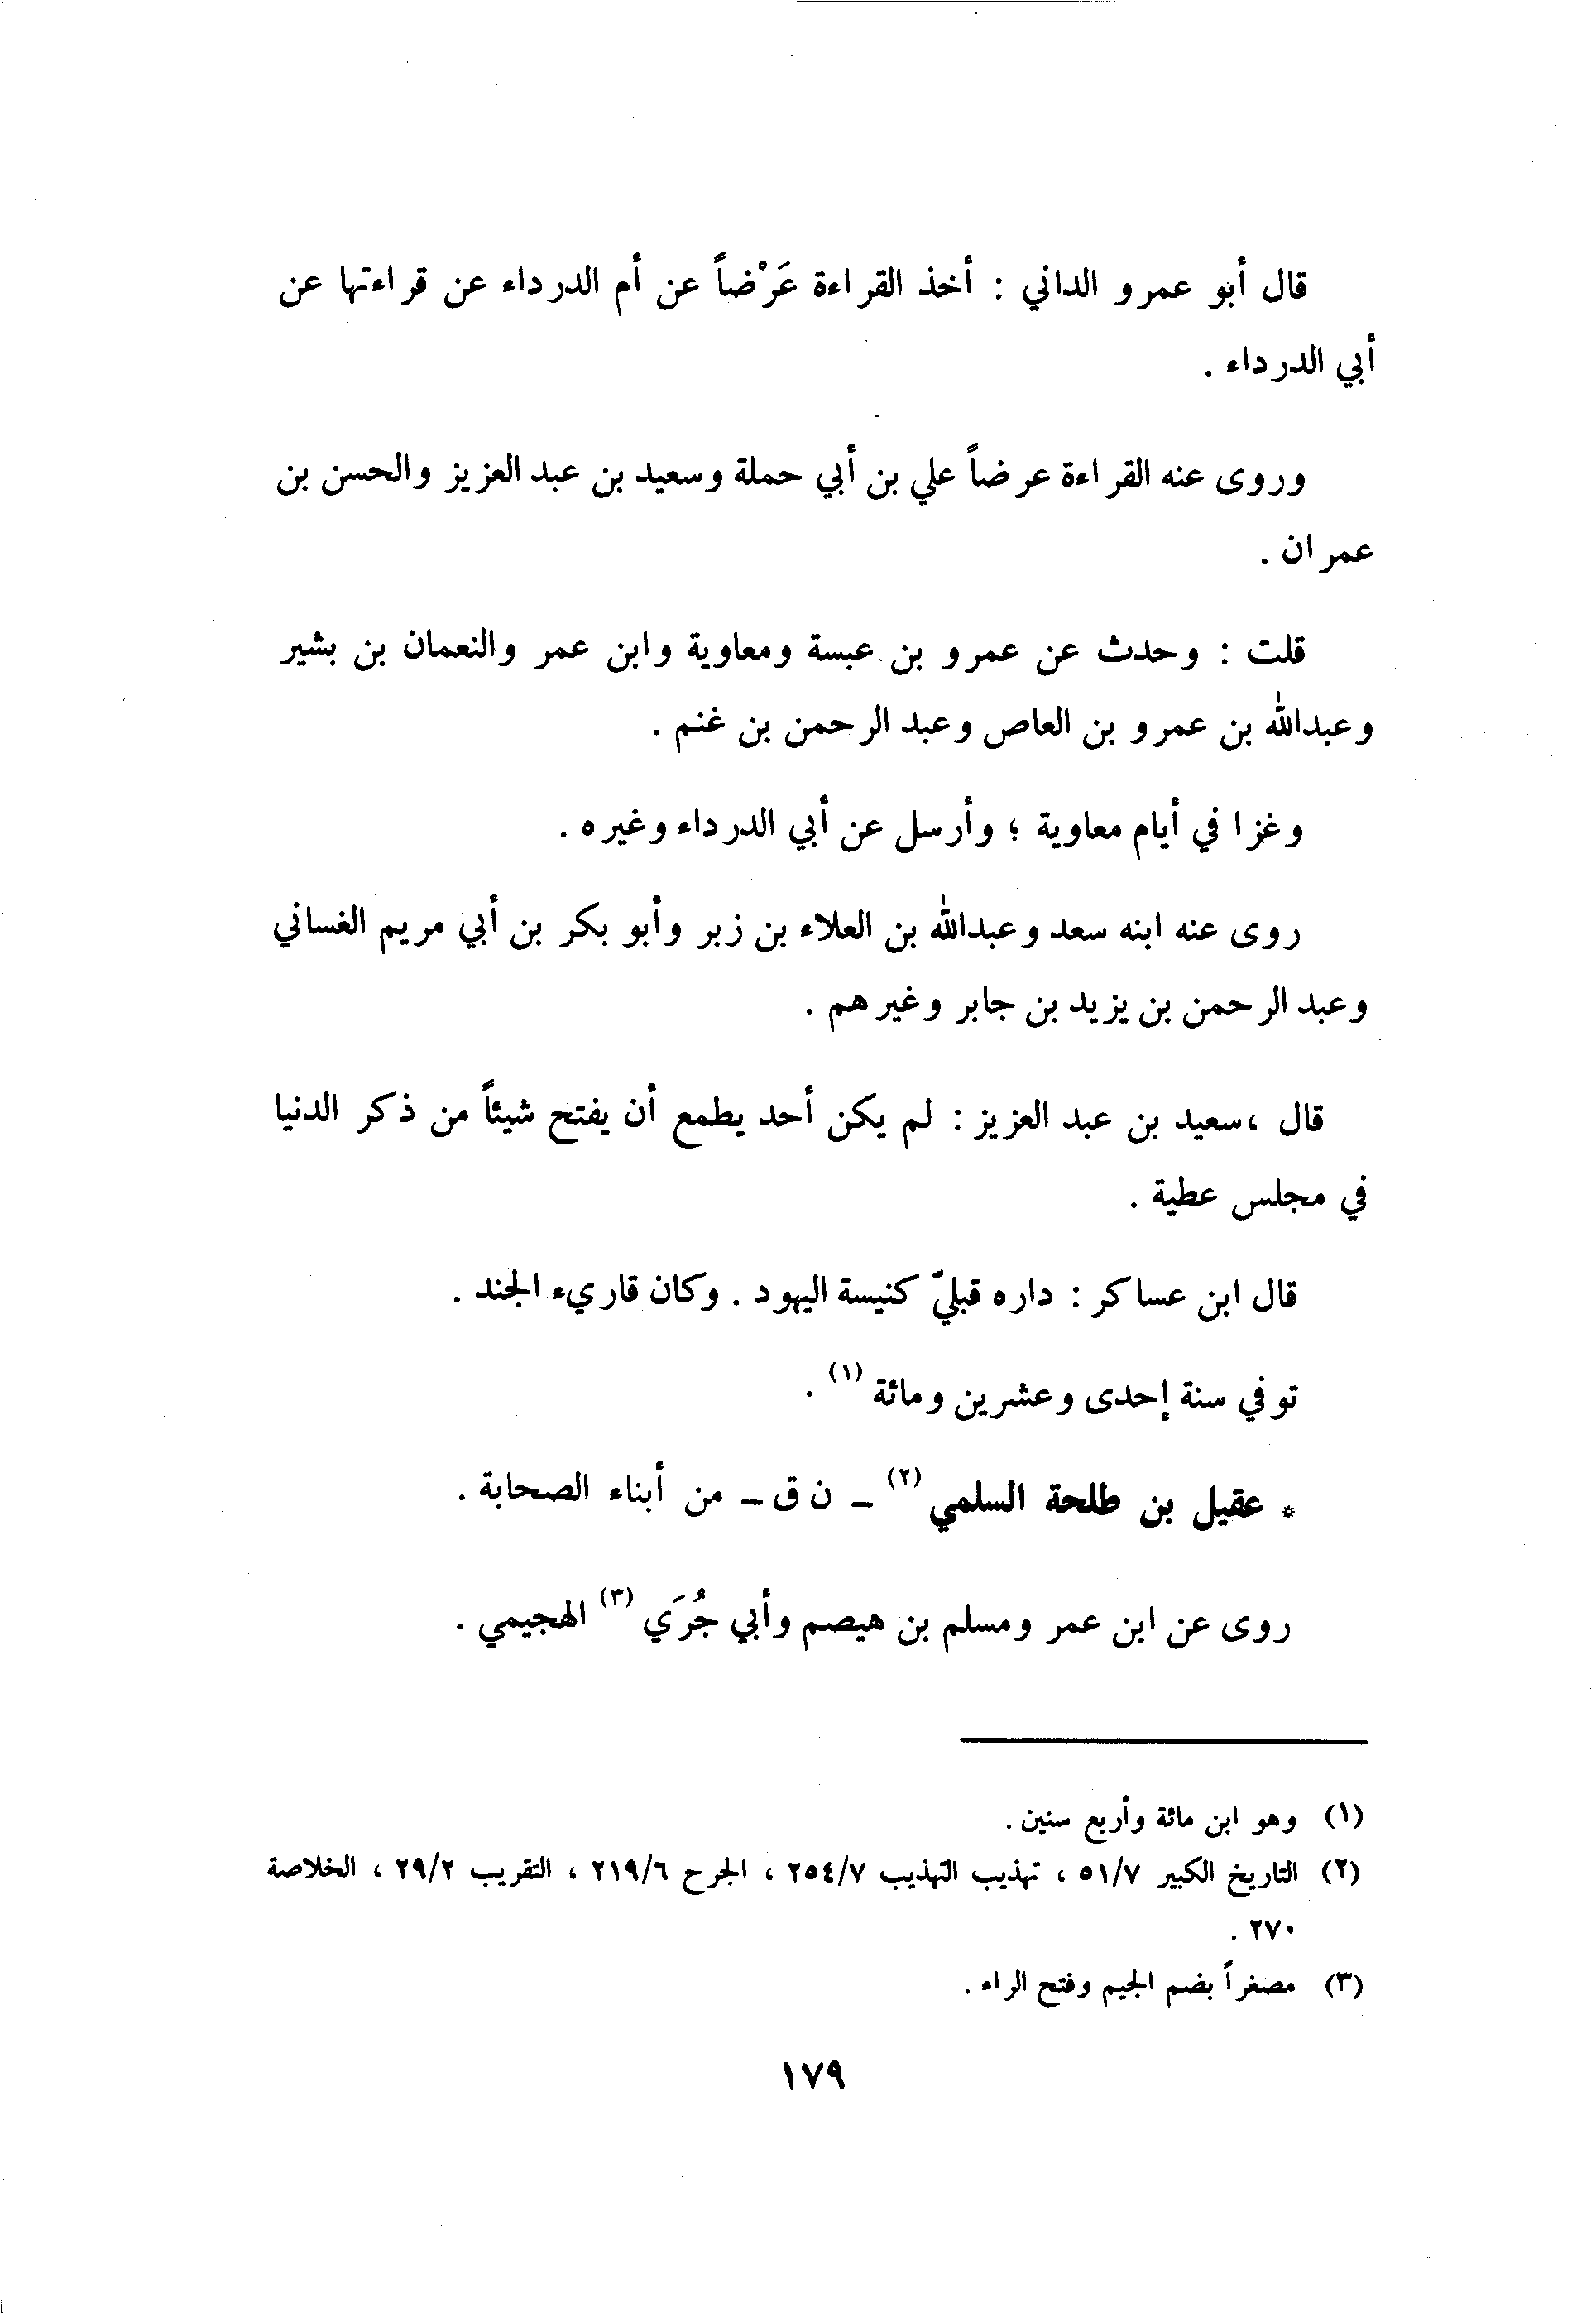 قال أبو عمرو الداني : أخذ القراءة عَرْضاً عن أم الدرداء عن قراءتها عن
أبي الدرداء .
وروى عنه القراءة عرضاً علي بن أبي حملة وسعيد بن عبد العزيز والحسن بن
عمران .
قلت : وحدث عن عمرو بن عبسة ومعاوية وابن عمر والنعمان بن بشير
وعبدالله بن عمرو بن العاص وعبد الرحمن بن غنم .
وغزا في أيام معاوية ؛ وأرسل عن أبي الدرداء وغيره .
روى عنه ابنه سعد وعبدالله بن العلاء بن زبر وأبو بكر بن أبي مريم الغساني
وعبد الرحمن بن يزيد بن جابر وغيرهم .
قال ،سعيد بن عبد العزيز : لم يكن أحد يطمع أن يفتح شيئاً من ذكر الدنيا
في مجلس عطية .
قال ابن عساكر : داره قبليّ كنيسة اليهود . وكان قاريء الجند .
توفي سنة إحدى وعشرين ومائة (١) .
* عقيل بن طلحة السلمي (٢) ــ ن ق ــ من أبناء الصحابة .
روى عن ابن عمر ومسلم بن هيصم وأبي جُرَي (٣) الهجيمي .
(١) وهو ابن مائة وأربع سنين .
(٢) التاريخ الكبير ٥١/٧ ، تهذيب التهذيب ٢٥٤/٧ ، الجرح ٢١٩/٦ ، التقريب ٢٩/٢ ، الخلاصة
٢٧٠ .
(٣) مصغراً بضم الجيم وفتح الراء .
١٧٩